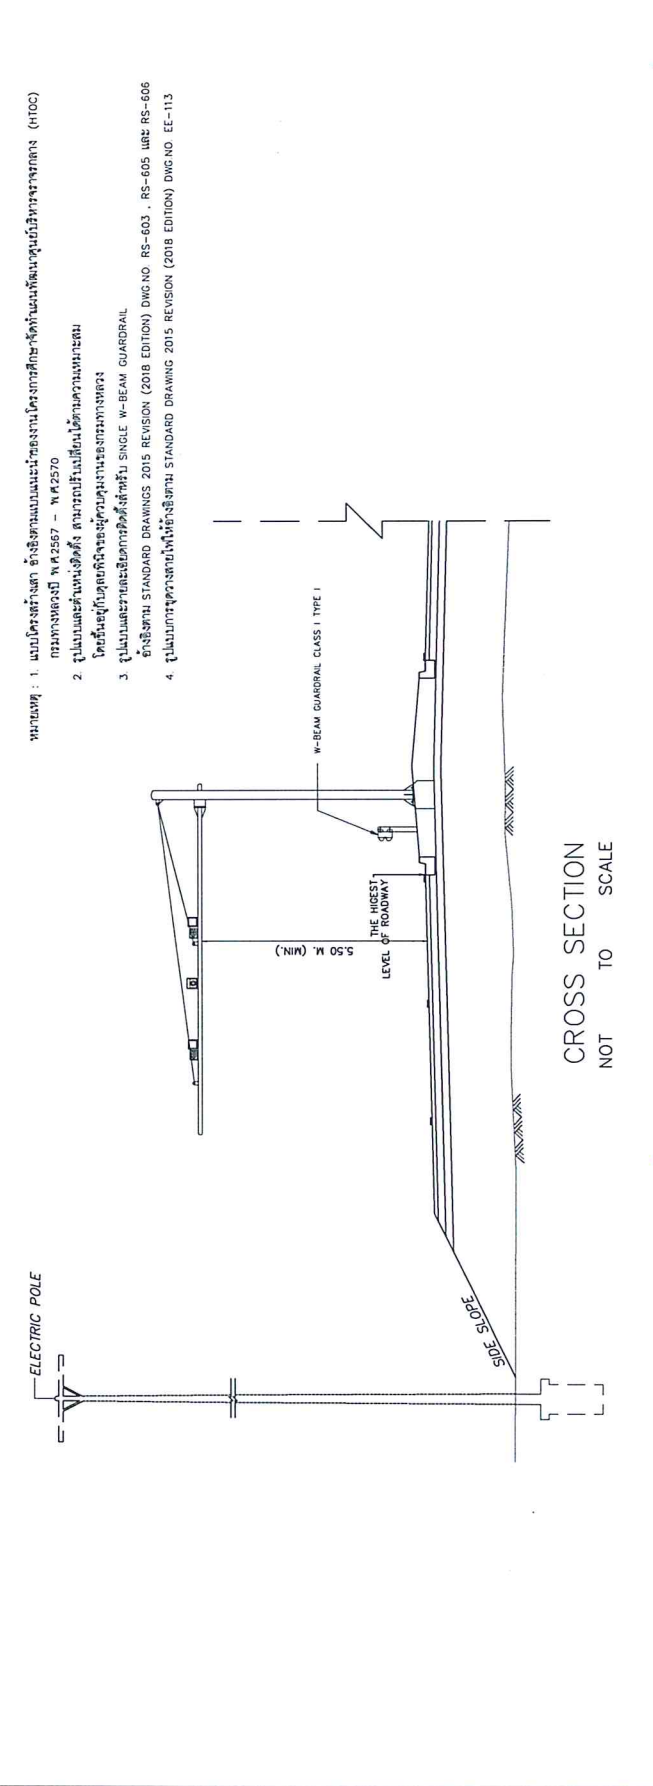 หมายเหตุ : 1. แบบโครงสร้างเสา อ้างอิงตามแบบแนะนำของงานโครงการศึกษาจัดทำแผนพัฒนาศูนย์บริหารจราจรกลาง (HTOC)
กรมทางหลวงปี พ.ศ.2567 - พ.ศ.2570
2. รูปแบบและตำแหน่งติดตั้ง สามารถปรับเปลี่ยนได้ตามความเหมาะสม
โดยขึ้นอยู่กับดุลยพินิจของผู้ควบคุมงานของกรมทางหลวง
3. รูปแบบและรายละเอียดการติดตั้งสำหรับ SINGLE W-BEAM GUARDRAIL
อ้างอิงตาม STANDARD DRAWINGS 2015 REVISION (2018 EDITION) DWG.NO. RS-603 , RS-605 และ RS-606
4. รูปแบบการขุดวางสายไฟให้อ้างอิงตาม STANDARD DRAWING 2015 REVISION (2018 EDITION) DWG.NO. EE-113
ELECTRIC POLE
W-BEAM GUARDRAIL CLASS I TYPE I
5.50 M. (MIN.)
THE HIGEST
LEVEL OF ROADWAY
SIDE SLOPE
CROSS SECTION
NOT TO SCALE